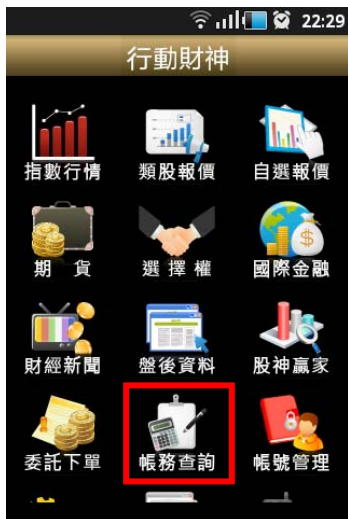 22:29
行動財神
指數行情 類股報價 自選報價
期 貨 選擇權 國際金融
財經新聞 盤後資料 股神贏家
委託下單 帳務查詢 帳號管理